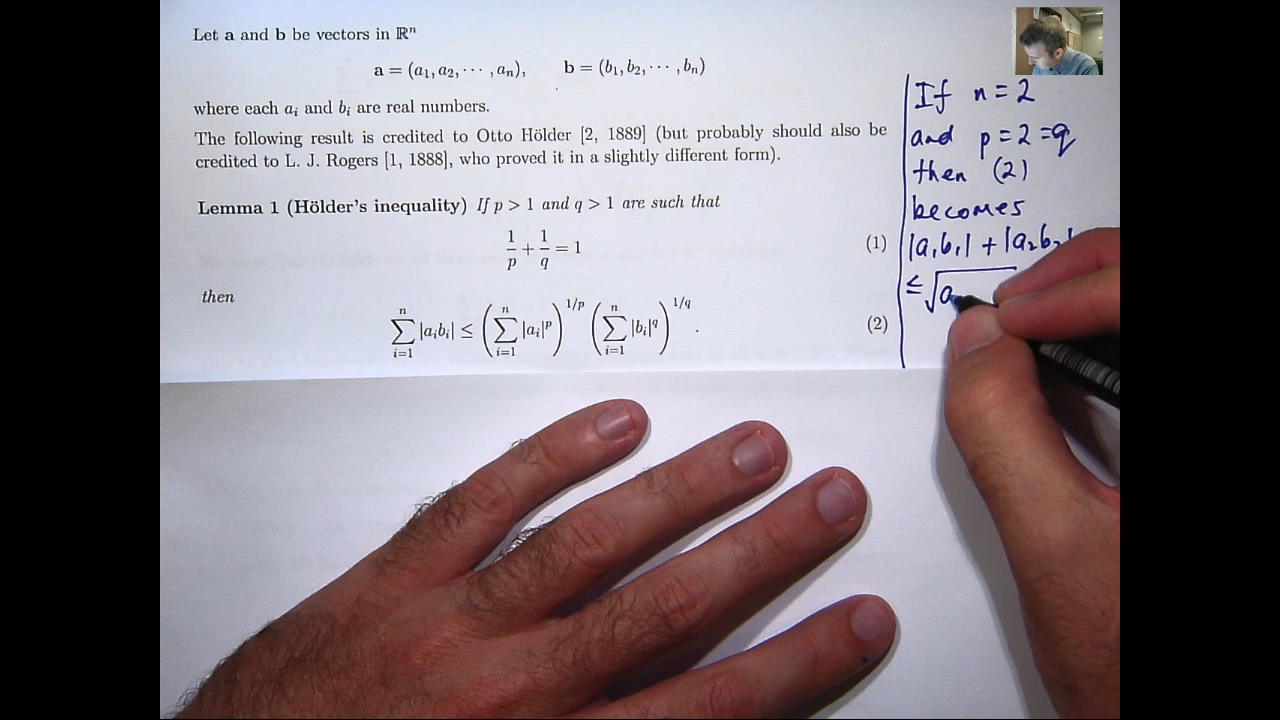 Let a and b be vectors in ℝⁿ
a = (a₁, a₂, ⋯ , aₙ), b = (b₁, b₂, ⋯ , bₙ)
where each aᵢ and bᵢ are real numbers.
The following result is credited to Otto Hölder [2, 1889] (but probably should also be
credited to L. J. Rogers [1, 1888], who proved it in a slightly different form).
Lemma 1 (Hölder's inequality) If p > 1 and q > 1 are such that
1/p + 1/q = 1 (1)
then
∑ᵢ₌₁ⁿ |aᵢbᵢ| ≤ (∑ᵢ₌₁ⁿ |aᵢ|ᵖ)^1/p (∑ᵢ₌₁ⁿ |bᵢ|^q)^1/q . (2)
If n = 2
and p = 2 = q
then (2)
becomes
|a₁b₁| + |a₂b₂|
≤ √a